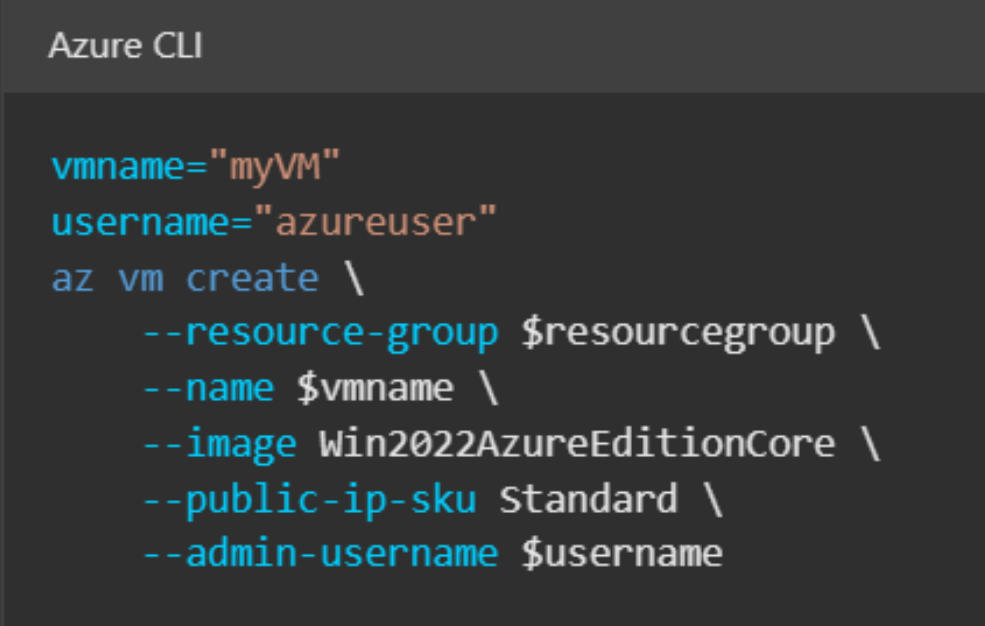 Azure CLI
vmname="myVM"
username="azureuser"
az vm create \
    --resource-group $resourcegroup \
    --name $vmname \
    --image Win2022AzureEditionCore \
    --public-ip-sku Standard \
    --admin-username $username